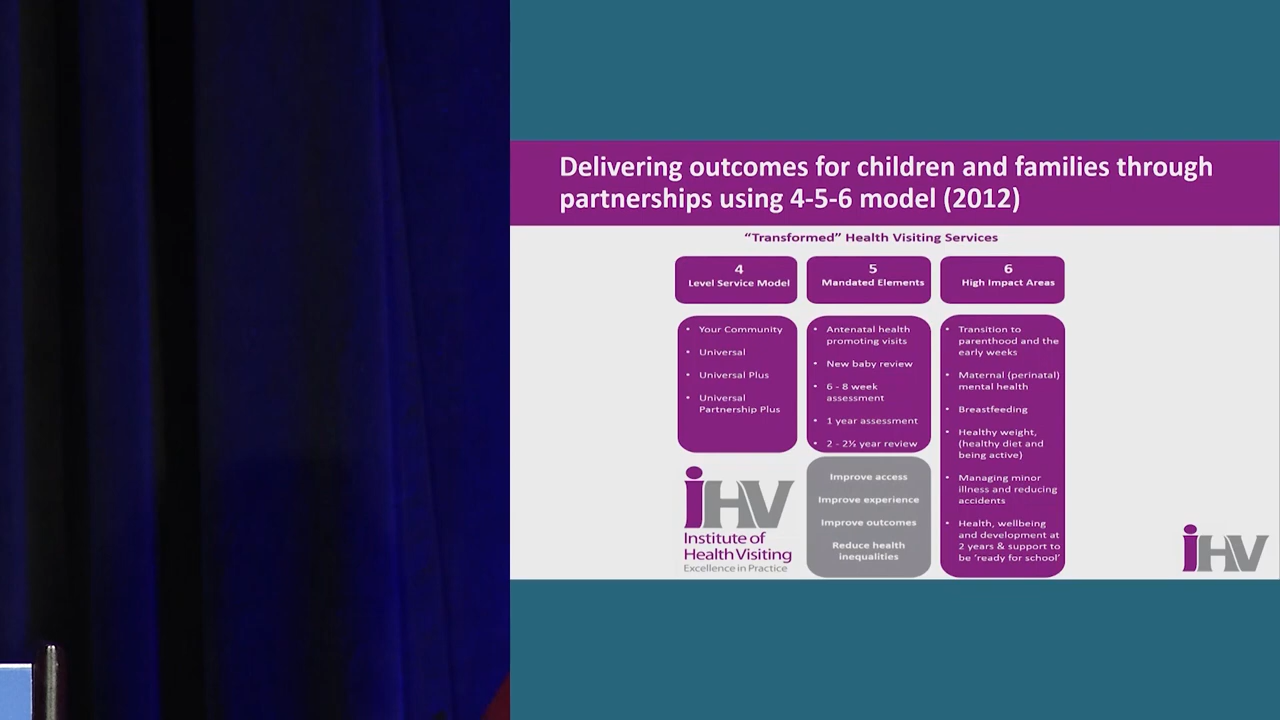 Delivering outcomes for children and families through
partnerships using 4-5-6 model (2012)
“Transformed” Health Visiting Services
4
Level Service Model
• Your Community
• Universal
• Universal Plus
• Universal
Partnership Plus
5
Mandated Elements
• Antenatal health
promoting visits
• New baby review
• 6 - 8 week
assessment
• 1 year assessment
• 2 - 2½ year review
Improve access
Improve experience
Improve outcomes
Reduce health
inequalities
6
High Impact Areas
• Transition to
parenthood and the
early weeks
• Maternal (perinatal)
mental health
• Breastfeeding
• Healthy weight,
(healthy diet and
being active)
• Managing minor
illness and reducing
accidents
• Health, wellbeing
and development at
2 years & support to
be ‘ready for school’
iHV
Institute of
Health Visiting
Excellence in Practice
iHV